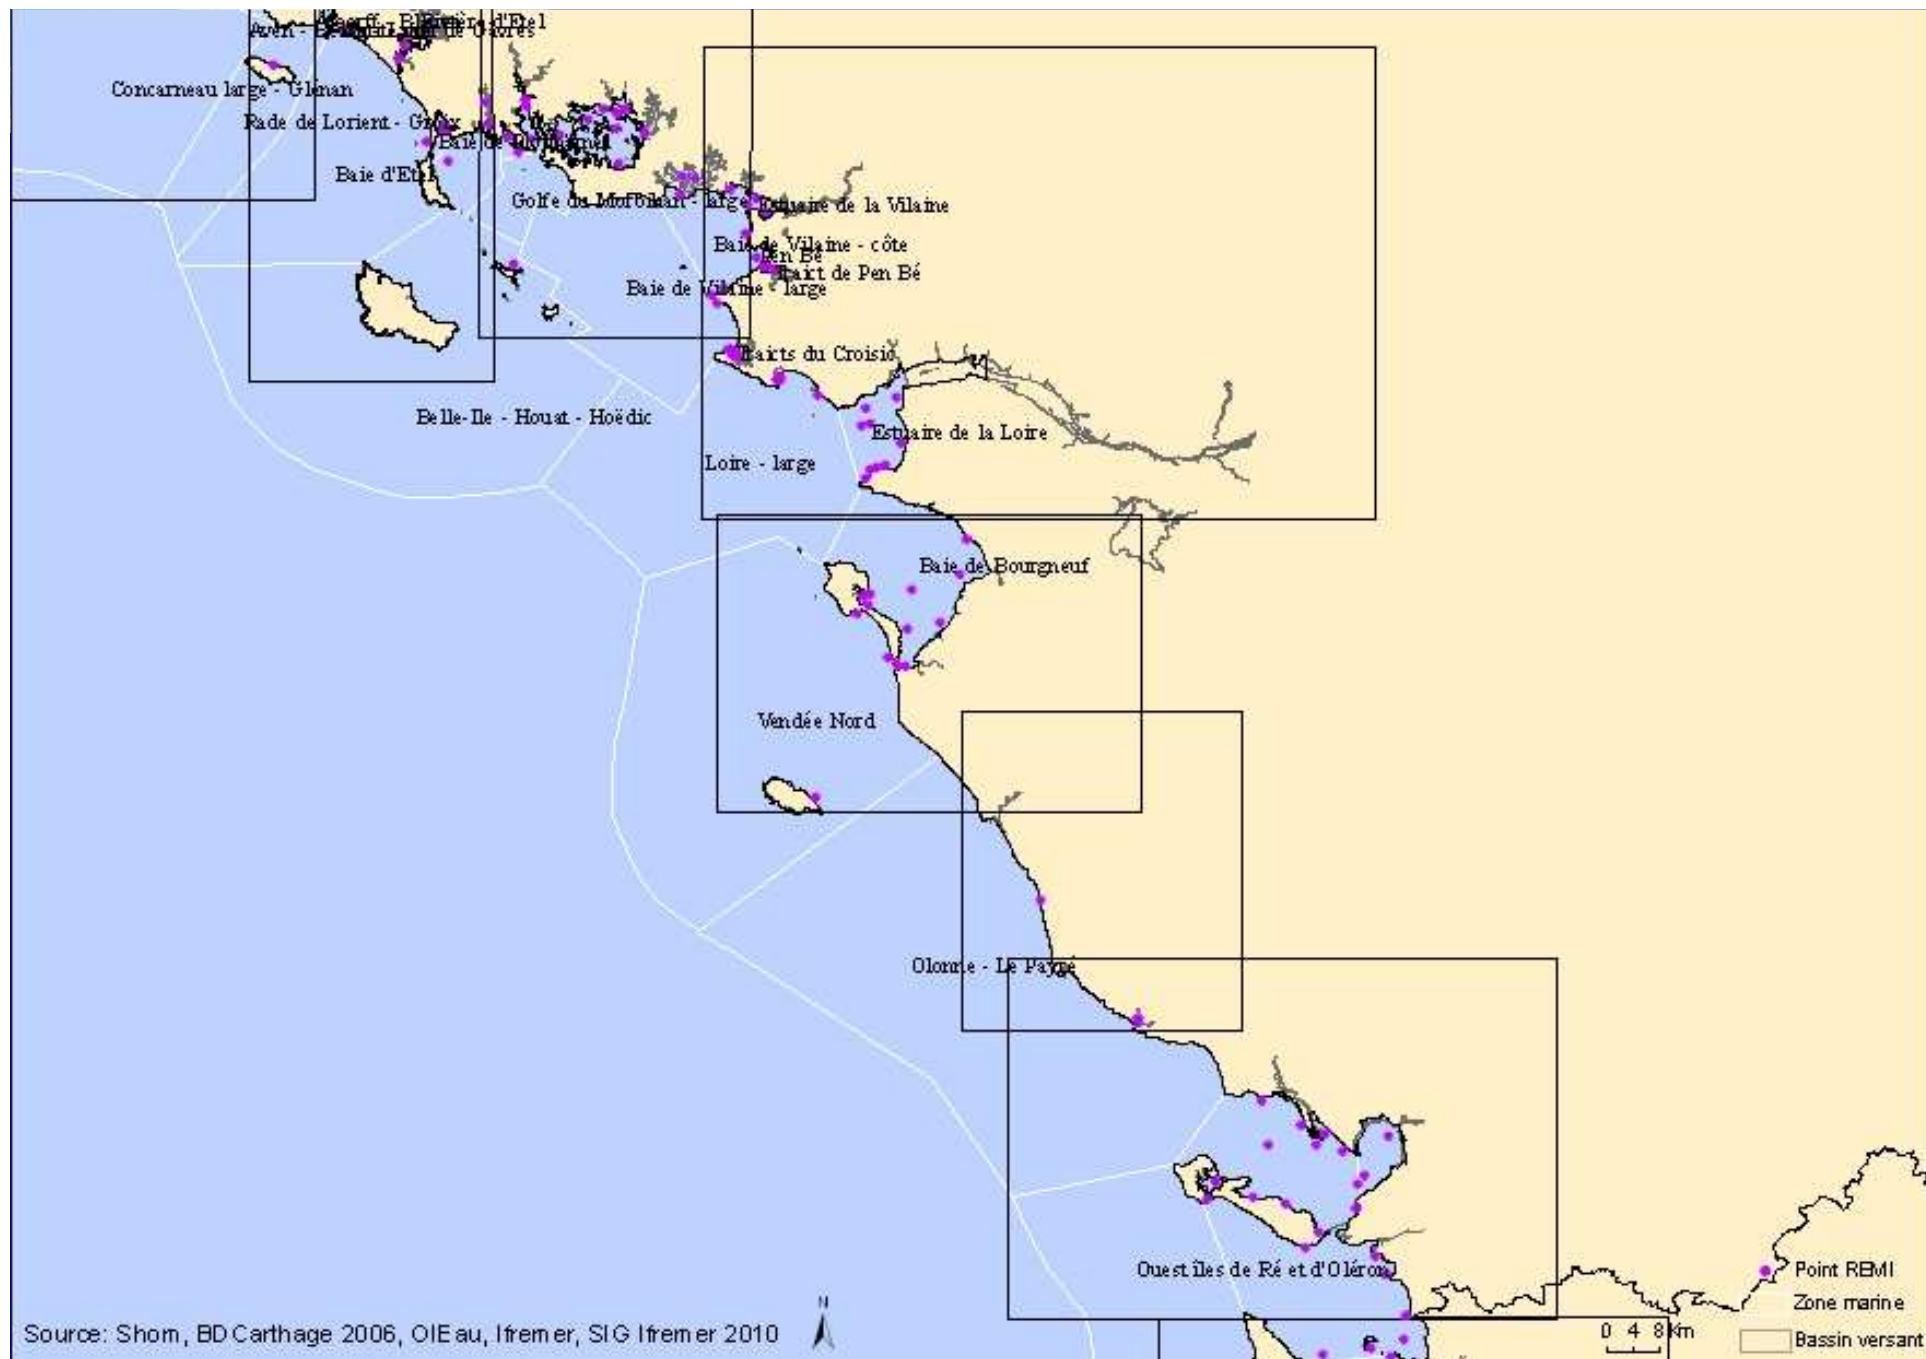 Rivière d'Etel
Concarneau large - Glénan
Rade de Lorient - Groix
Baie d'Etel
Golfe du Morbihan - large
Estuaire de la Vilaine
Baie de Vilaine - côte
Pen Bé
Traict de Pen Bé
Baie de Vilaine - large
Traicts du Croisic
Belle-Ile - Houat - Hoëdic
Estuaire de la Loire
Loire - large
Baie de Bourgneuf
Vendée Nord
Olonne - Le Payré
Ouest îles de Ré et d'Oléron
Point REMI
Zone marine
Bassin versant
N
0 4 8 Km
e
Source: Shom, BD Carthage 2006, OIEau, Ifremer, SIG Ifremer 2010